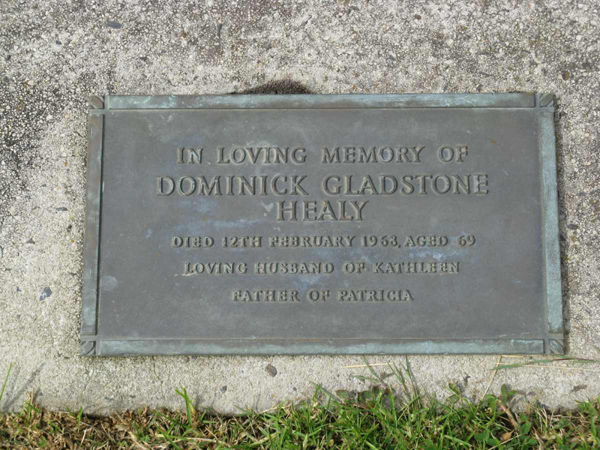 IN LOVING MEMORY OF
DOMINICK GLADSTONE
HEALY
DIED 12TH FEBRUARY 1963, AGED 69
LOVING HUSBAND OF KATHLEEN
FATHER OF PATRICIA